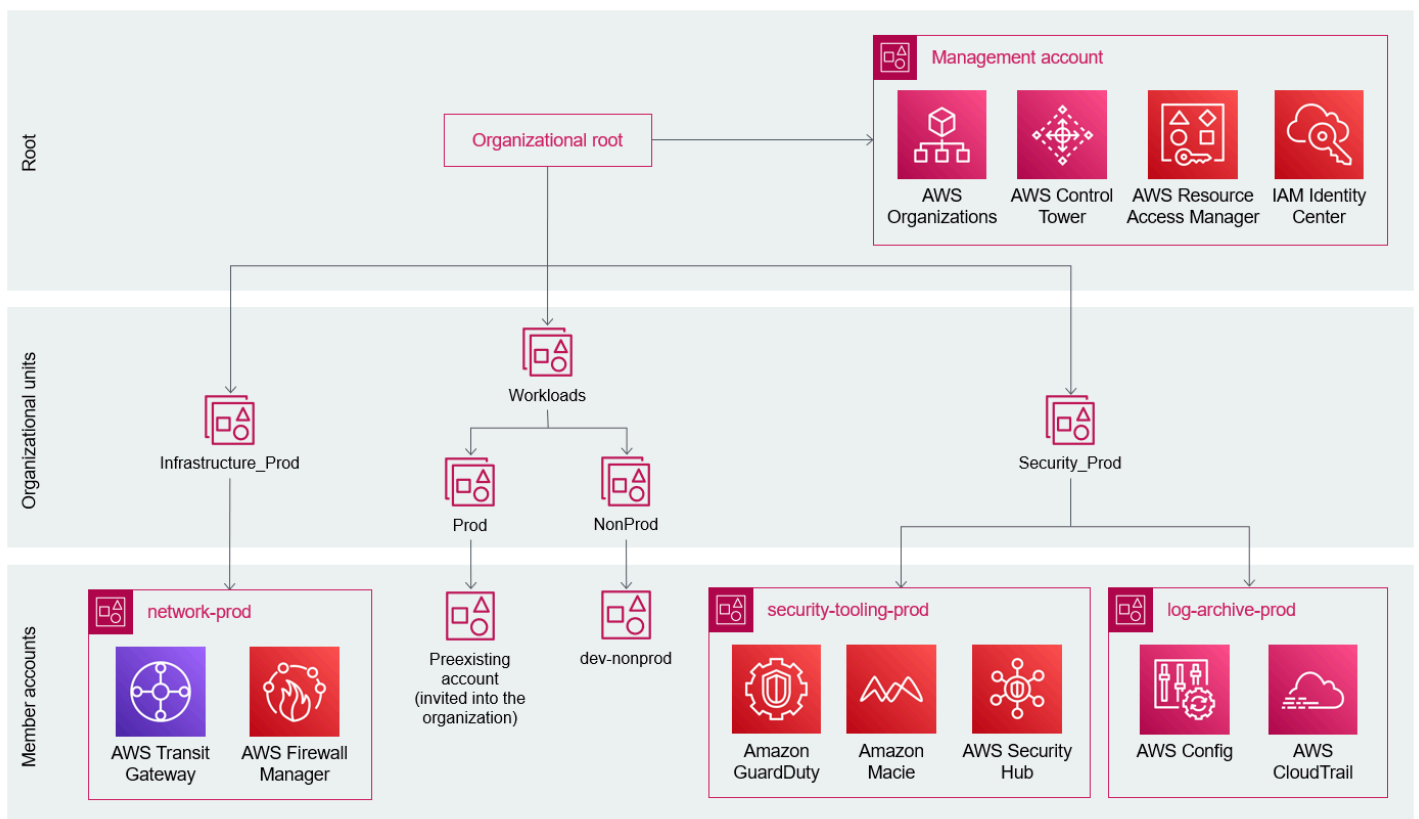 Root
Organizational root
Management account
AWS
Organizations
AWS Control
Tower
AWS Resource
Access Manager
IAM Identity
Center
Organizational units
Infrastructure_Prod
Workloads
Prod
NonProd
Security_Prod
Member accounts
network-prod
AWS Transit
Gateway
AWS Firewall
Manager
Preexisting
account
(invited into the
organization)
dev-nonprod
security-tooling-prod
Amazon
GuardDuty
Amazon
Macie
AWS Security
Hub
log-archive-prod
AWS Config
AWS
CloudTrail